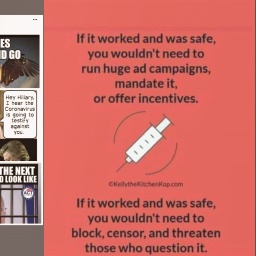 ES
ND GO
Hey Hillary,
I hear the
Coronavirus
is going to
testify
against
you.
THE NEXT
D LOOK LIKE
ACT
If it worked and was safe,
you wouldn't need to
run huge ad campaigns,
mandate it,
or offer incentives.
©KellytheKitchenKop.com
If it worked and was safe,
you wouldn't need to
block, censor, and threaten
those who question it.